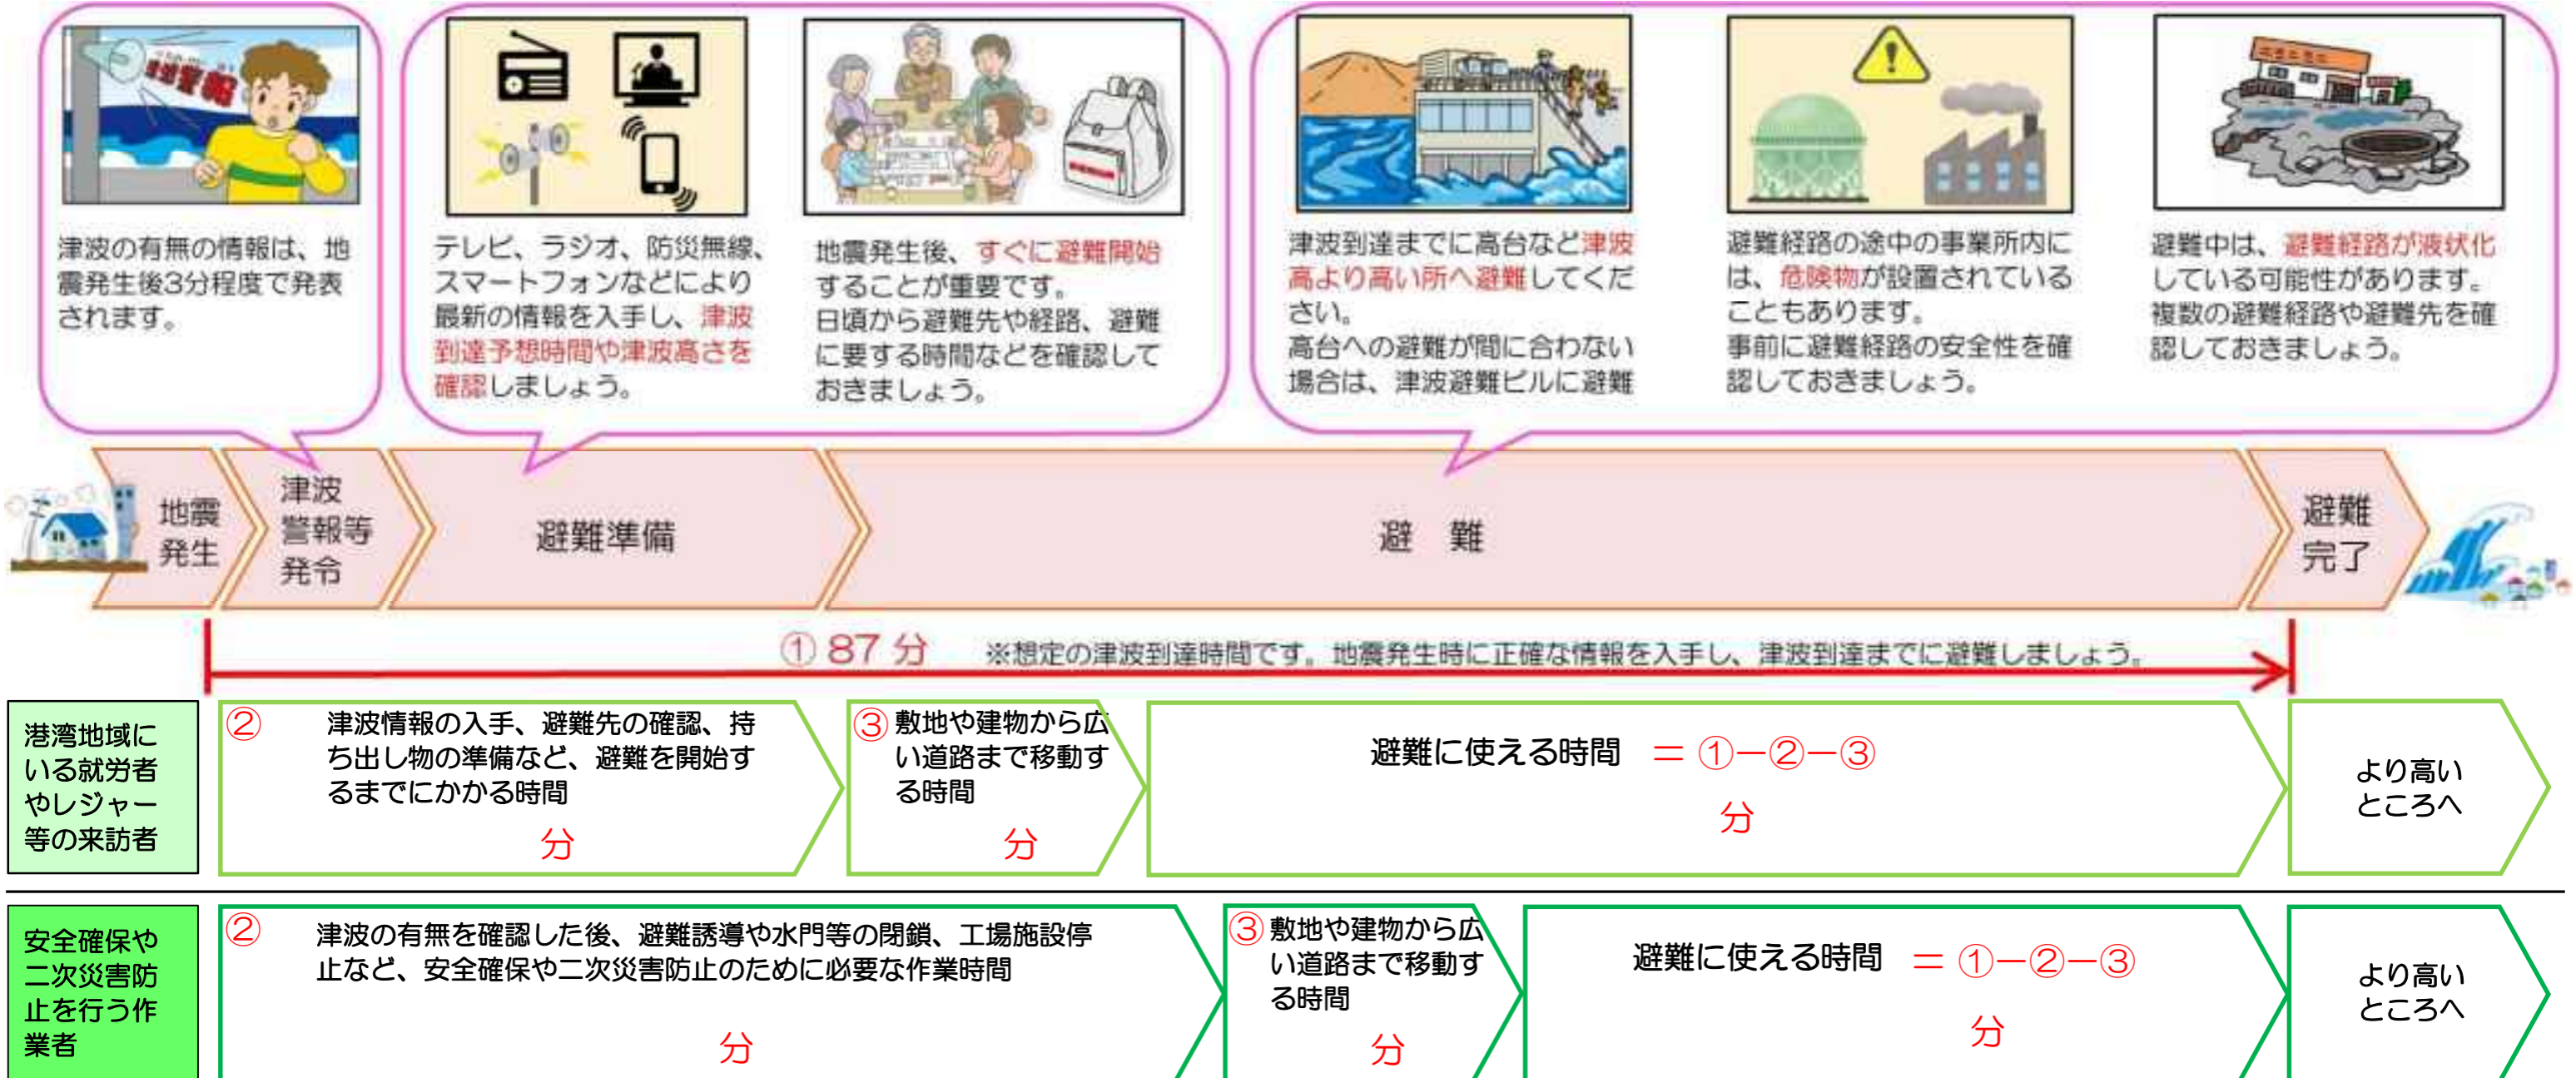 警報
津波の有無の情報は、地
震発生後3分程度で発表
されます。
テレビ、ラジオ、防災無線、
スマートフォンなどにより
最新の情報を入手し、津波
到達予想時間や津波高さを
確認しましょう。
地震発生後、すぐに避難開始
することが重要です。
日頃から避難先や経路、避難
に要する時間などを確認して
おきましょう。
津波到達までに高台など津波
高より高い所へ避難してくだ
さい。
高台への避難が間に合わない
場合は、津波避難ビルに避難
避難経路の途中の事業所内に
は、危険物が設置されている
こともあります。
事前に避難経路の安全性を確
認しておきましょう。
避難中は、避難経路が液状化
している可能性があります。
複数の避難経路や避難先を確
認しておきましょう。
地震
発生
津波
警報等
発令
避難準備
避 難
避難
完了
① 87 分 ※想定の津波到達時間です。地震発生時に正確な情報を入手し、津波到達までに避難しましょう。
港湾地域に
いる就労者
やレジャー
等の来訪者
② 津波情報の入手、避難先の確認、持
ち出し物の準備など、避難を開始す
るまでにかかる時間
分
③ 敷地や建物から広
い道路まで移動す
る時間
分
避難に使える時間 = ①ー②ー③
分
より高い
ところへ
安全確保や
二次災害防
止を行う作
業者
② 津波の有無を確認した後、避難誘導や水門等の閉鎖、工場施設停
止など、安全確保や二次災害防止のために必要な作業時間
分
③ 敷地や建物から広
い道路まで移動す
る時間
分
避難に使える時間 = ①ー②ー③
分
より高い
ところへ